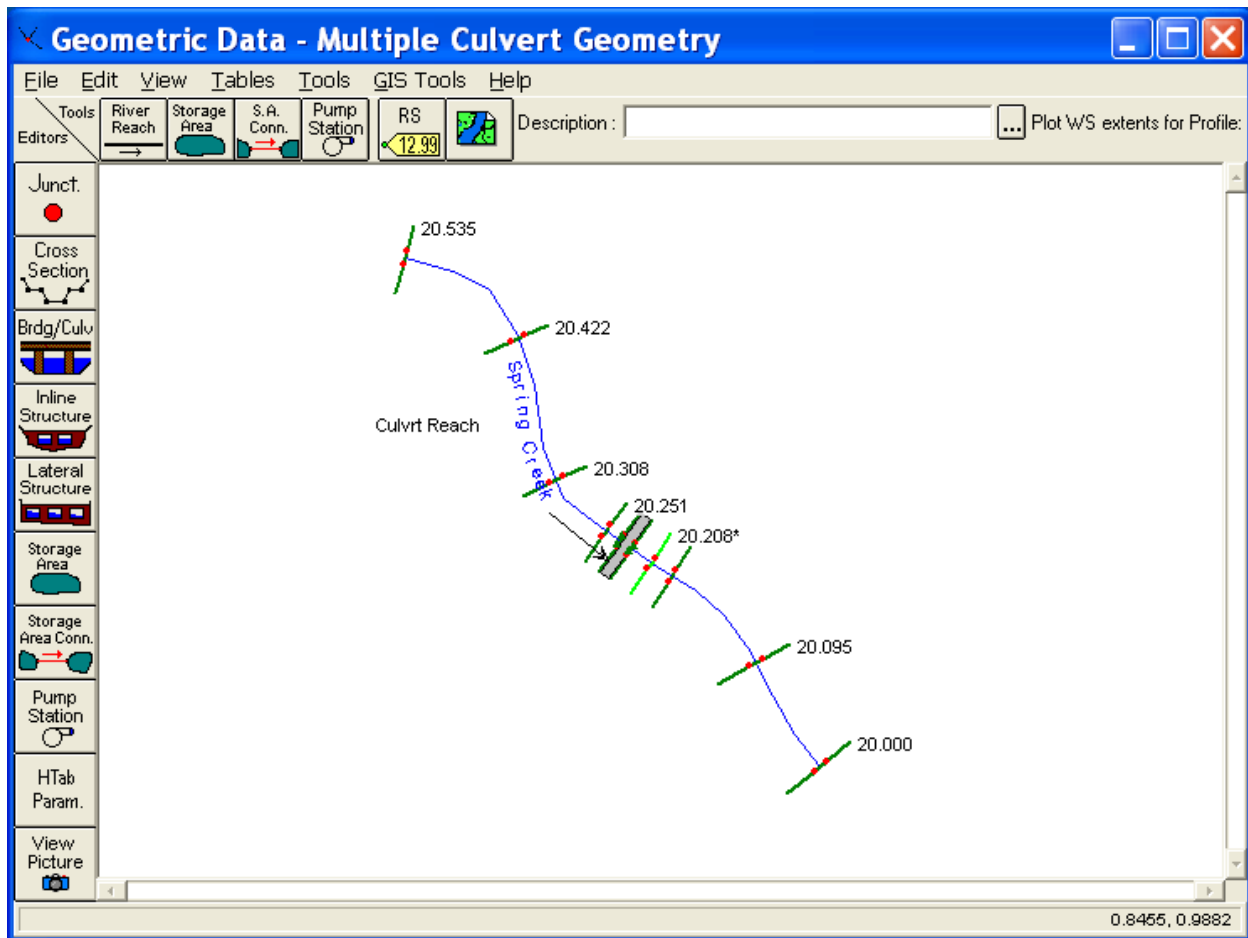 Geometric Data - Multiple Culvert Geometry
File Edit View Tables Tools GIS Tools Help
Tools
Editors
River Reach
Storage Area
S.A. Conn.
Pump Station
RS
12.99
Description :
...
Plot WS extents for Profile:
Junct.
Cross Section
Brdg/Culv
Inline Structure
Lateral Structure
Storage Area
Storage Area Conn.
Pump Station
HTab Param.
View Picture
20.535
20.422
Spring Creek
Culvrt Reach
20.308
20.251
20.208*
20.095
20.000
0.8455, 0.9882